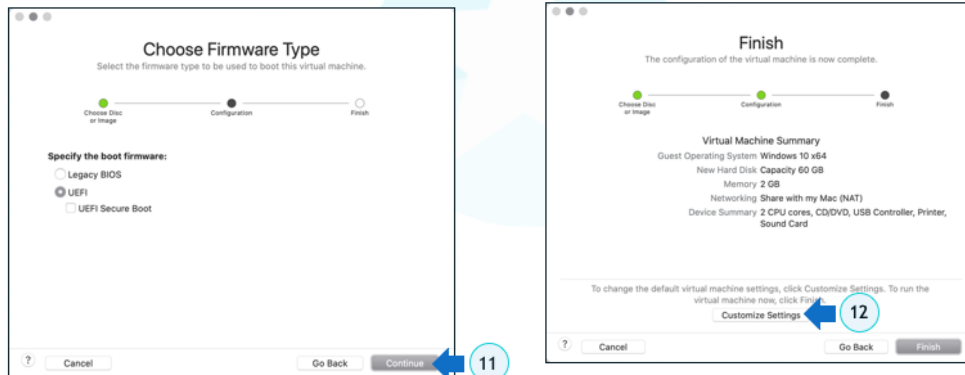 Choose Firmware Type
Select the firmware type to be used to boot this virtual machine.
Choose Disc
or Image
Configuration
Finish
Specify the boot firmware:
Legacy BIOS
UEFI
UEFI Secure Boot
?
Cancel
Go Back
Continue
11
Finish
The configuration of the virtual machine is now complete.
Choose Disc
or Image
Configuration
Finish
Virtual Machine Summary
Guest Operating System Windows 10 x64
New Hard Disk Capacity 60 GB
Memory 2 GB
Networking Share with my Mac (NAT)
Device Summary 2 CPU cores, CD/DVD, USB Controller, Printer,
Sound Card
To change the default virtual machine settings, click Customize Settings. To run the
virtual machine now, click Finish.
Customize Settings
12
?
Cancel
Go Back
Finish